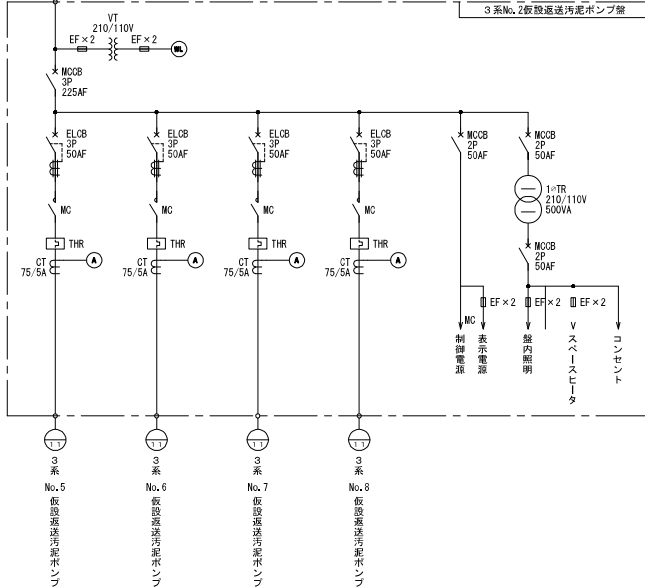 3系No.2仮設返送汚泥ポンプ盤
VT
210/110V
EF×2
EF×2
WL
MCCB
3P
225AF
ELCB
3P
50AF
ELCB
3P
50AF
ELCB
3P
50AF
ELCB
3P
50AF
MCCB
2P
50AF
MCCB
2P
50AF
1φTR
210/110V
500VA
MC
MC
MC
MC
THR
THR
THR
THR
MCCB
2P
50AF
CT
75/5A
A
CT
75/5A
A
CT
75/5A
A
CT
75/5A
A
EF×2
EF×2
EF×2
MC
制御電源
表示電源
盤内照明
スペースヒータ
コンセント
11
11
11
11
3系
No.5
仮設返送汚泥ポンプ
3系
No.6
仮設返送汚泥ポンプ
3系
No.7
仮設返送汚泥ポンプ
3系
No.8
仮設返送汚泥ポンプ